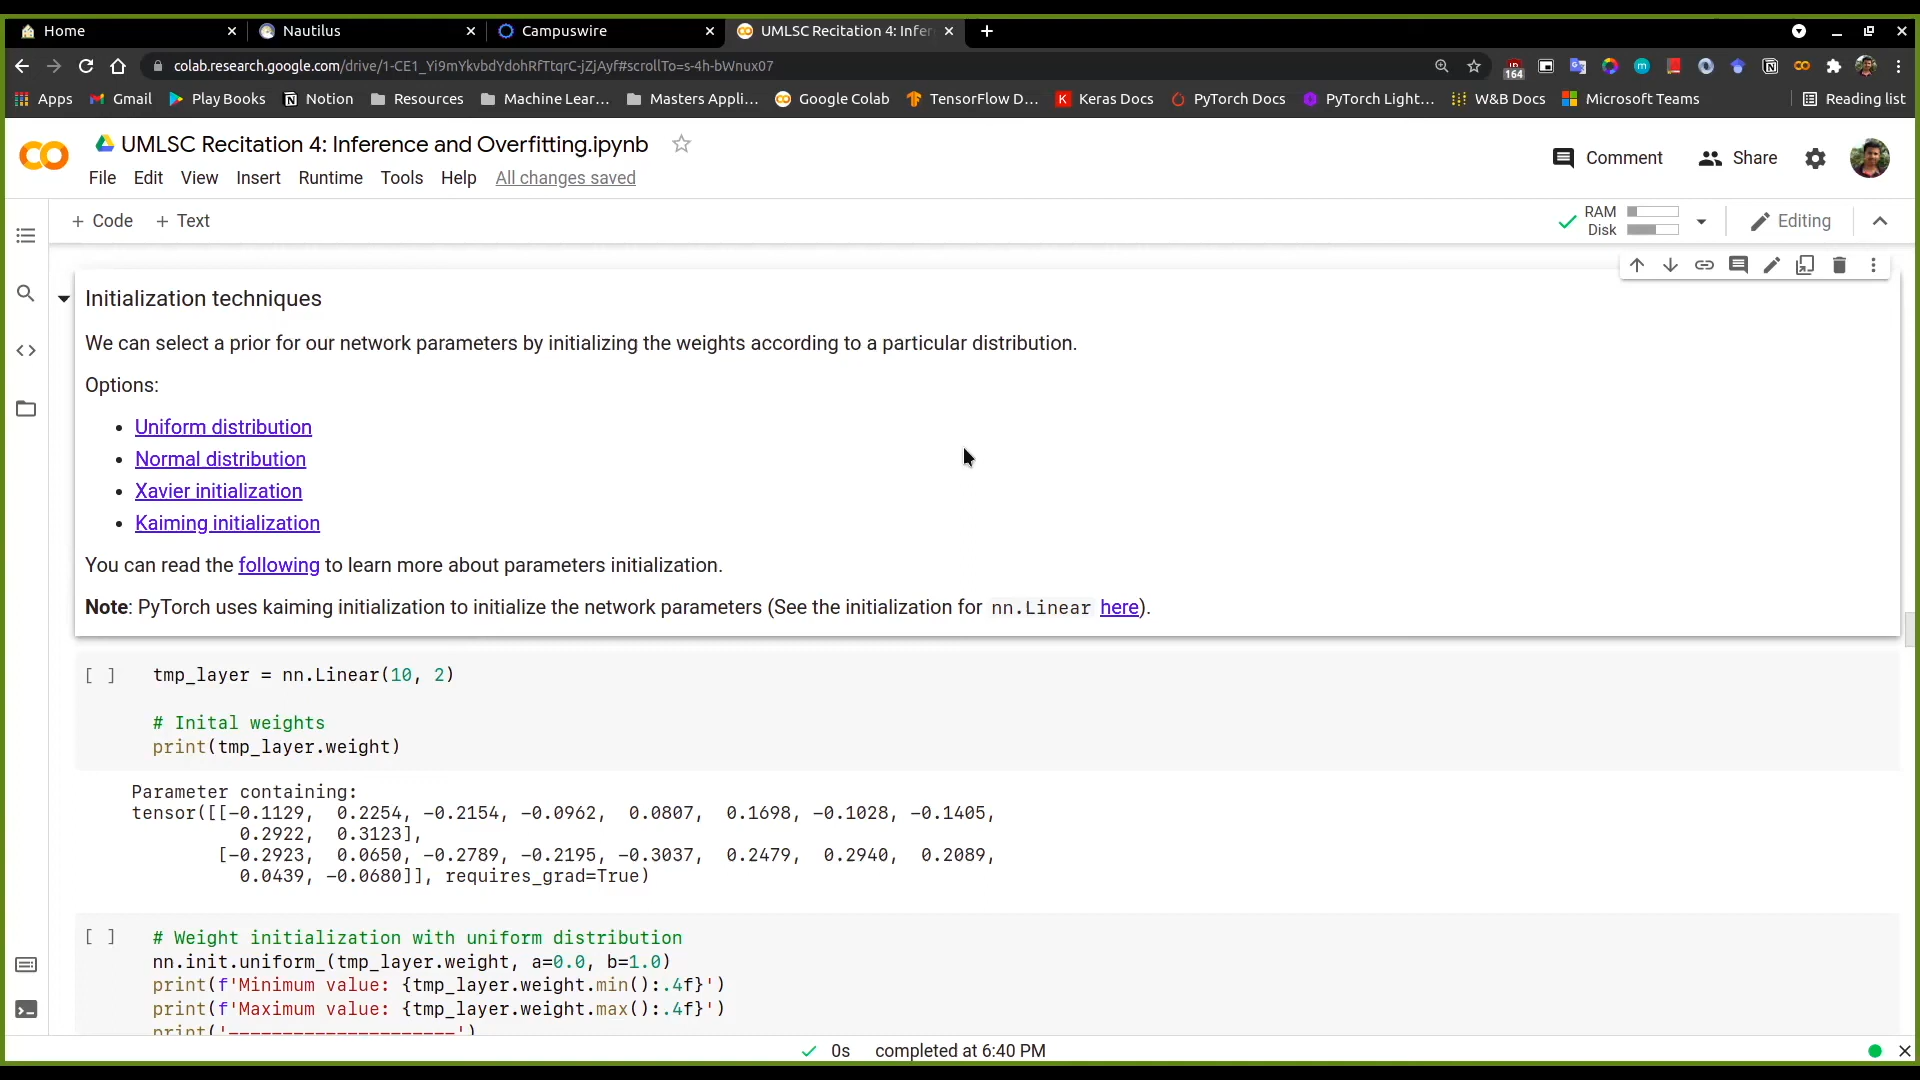 Home
Nautilus
Campuswire
UMLSC Recitation 4: Infer
colab.research.google.com/drive/1-CE1_Yi9mYkvbdYdohRfTtqrC-jZjAyf#scrollTo=s-4h-bWnux07
164
Apps Gmail Play Books Notion Resources Machine Lear... Masters Appli... Google Colab TensorFlow D... Keras Docs PyTorch Docs PyTorch Light... W&B Docs Microsoft Teams Reading list
UMLSC Recitation 4: Inference and Overfitting.ipynb
Comment Share
File Edit View Insert Runtime Tools Help All changes saved
+ Code + Text
RAM
Disk
Editing
Initialization techniques
We can select a prior for our network parameters by initializing the weights according to a particular distribution.
Options:
• Uniform distribution
• Normal distribution
• Xavier initialization
• Kaiming initialization
You can read the following to learn more about parameters initialization.
Note: PyTorch uses kaiming initialization to initialize the network parameters (See the initialization for nn.Linear here).
[ ] tmp_layer = nn.Linear(10, 2)
# Inital weights
print(tmp_layer.weight)
Parameter containing:
tensor([[-0.1129, 0.2254, -0.2154, -0.0962, 0.0807, 0.1698, -0.1028, -0.1405,
0.2922, 0.3123],
[-0.2923, 0.0650, -0.2789, -0.2195, -0.3037, 0.2479, 0.2940, 0.2089,
0.0439, -0.0680]], requires_grad=True)
[ ] # Weight initialization with uniform distribution
nn.init.uniform_(tmp_layer.weight, a=0.0, b=1.0)
print(f'Minimum value: {tmp_layer.weight.min():.4f}')
print(f'Maximum value: {tmp_layer.weight.max():.4f}')
print('---------------------')
0s completed at 6:40 PM